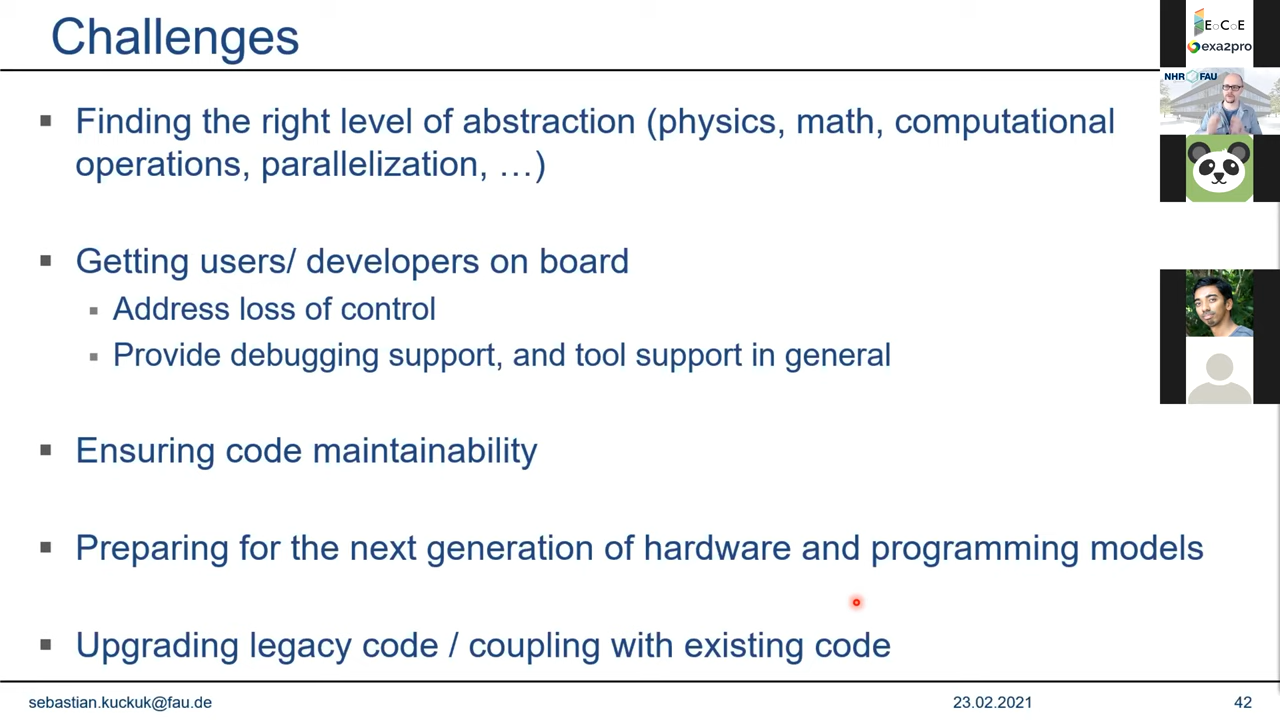 Challenges
EoCoE
exa2pro
NHR FAU
Finding the right level of abstraction (physics, math, computational
operations, parallelization, …)
Getting users/ developers on board
Address loss of control
Provide debugging support, and tool support in general
Ensuring code maintainability
Preparing for the next generation of hardware and programming models
Upgrading legacy code / coupling with existing code
sebastian.kuckuk@fau.de
23.02.2021
42